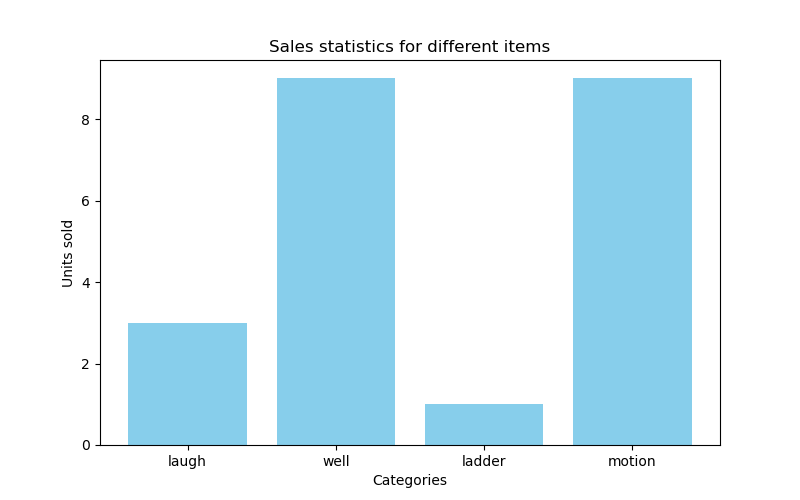 Sales statistics for different items
Units sold
8
6
4
2
0
laugh well ladder motion
Categories